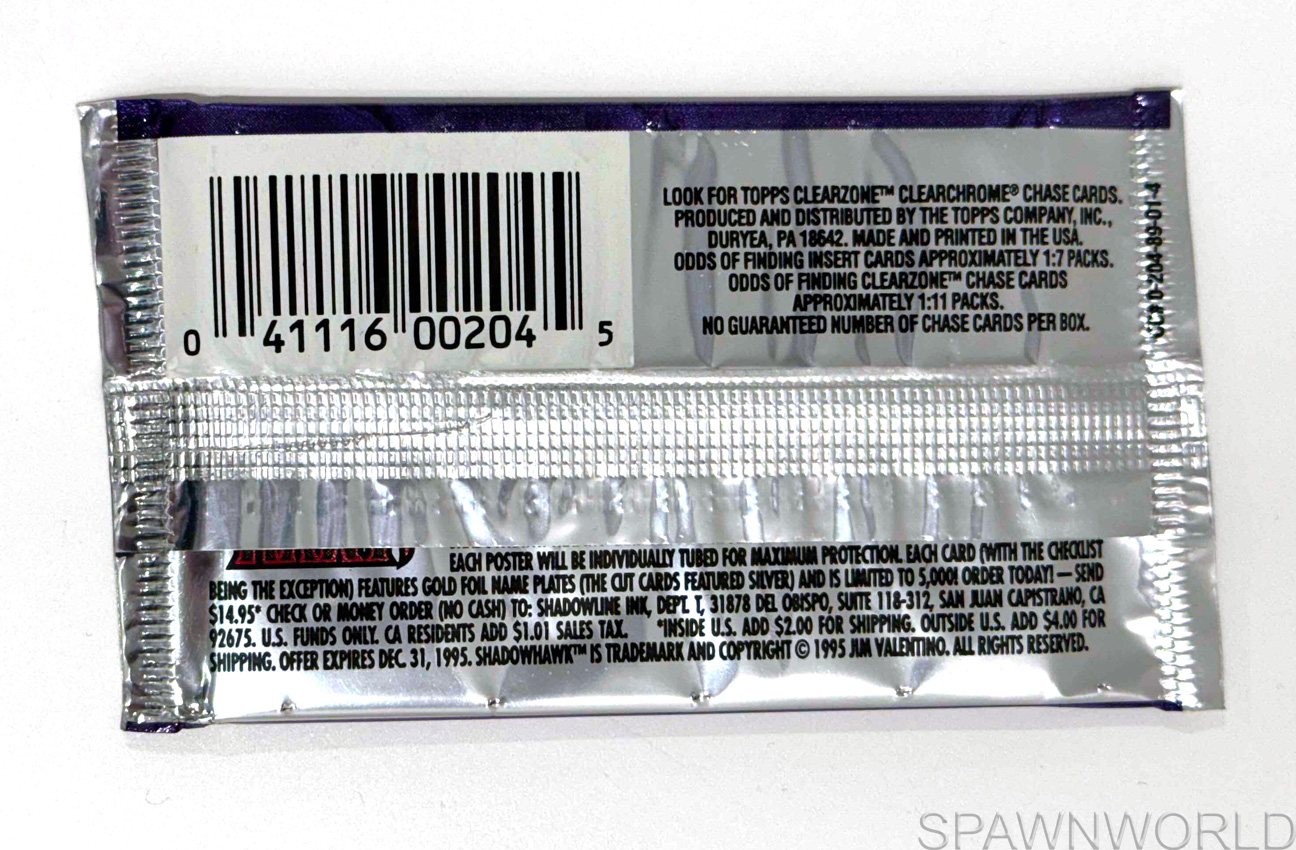 LOOK FOR TOPPS CLEARZONE™ CLEARCHROME® CHASE CARDS.
PRODUCED AND DISTRIBUTED BY THE TOPPS COMPANY, INC.,
DURYEA, PA 18642. MADE AND PRINTED IN THE USA.
ODDS OF FINDING INSERT CARDS APPROXIMATELY 1:7 PACKS.
ODDS OF FINDING CLEARZONE™ CHASE CARDS
APPROXIMATELY 1:11 PACKS.
NO GUARANTEED NUMBER OF CHASE CARDS PER BOX.
0 41116 00204 5
0-204-89-01-4
EACH POSTER WILL BE INDIVIDUALLY TUBED FOR MAXIMUM PROTECTION. EACH CARD (WITH THE CHECKLIST
BEING THE EXCEPTION) FEATURES GOLD FOIL NAME PLATES (THE CUT CARDS FEATURED SILVER) AND IS LIMITED TO 5,000! ORDER TODAY! — SEND
$14.95* CHECK OR MONEY ORDER (NO CASH) TO: SHADOWLINE INK, DEPT. T, 31878 DEL OBISPO, SUITE 118-312, SAN JUAN CAPISTRANO, CA
92675. U.S. FUNDS ONLY. CA RESIDENTS ADD $1.01 SALES TAX. *INSIDE U.S. ADD $2.00 FOR SHIPPING. OUTSIDE U.S. ADD $4.00 FOR
SHIPPING. OFFER EXPIRES DEC. 31, 1995. SHADOWHAWK™ IS TRADEMARK AND COPYRIGHT © 1995 JIM VALENTINO. ALL RIGHTS RESERVED.
SPAWNWORLD